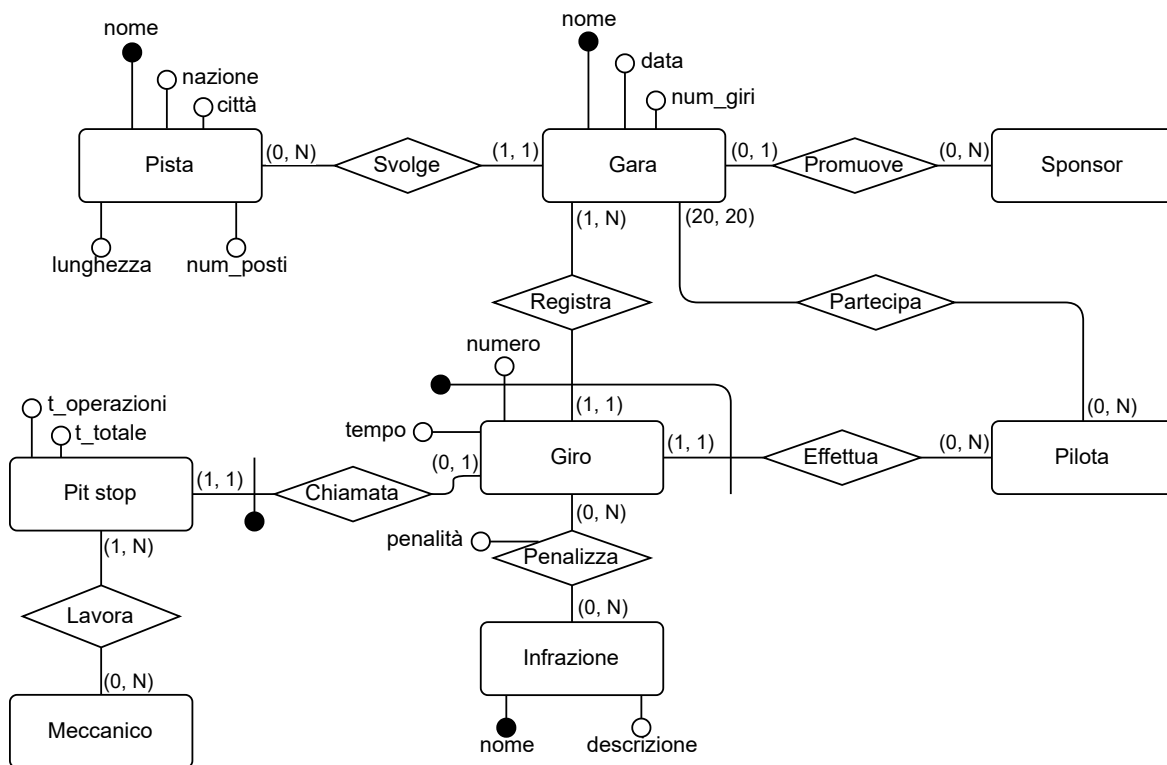 nome
nazione
città
Pista
(0, N)
Svolge
(1, 1)
lunghezza
num_posti
nome
data
num_giri
Gara
(0, 1)
Promuove
(0, N)
Sponsor
(1, N)
(20, 20)
Registra
Partecipa
numero
tempo
(1, 1)
Giro
(1, 1)
Effettua
(0, N)
(0, N)
Pilota
t_operazioni
t_totale
Pit stop
(1, 1)
Chiamata
(0, 1)
(0, N)
penalità
Penalizza
(0, N)
Infrazione
nome
descrizione
(1, N)
Lavora
(0, N)
Meccanico